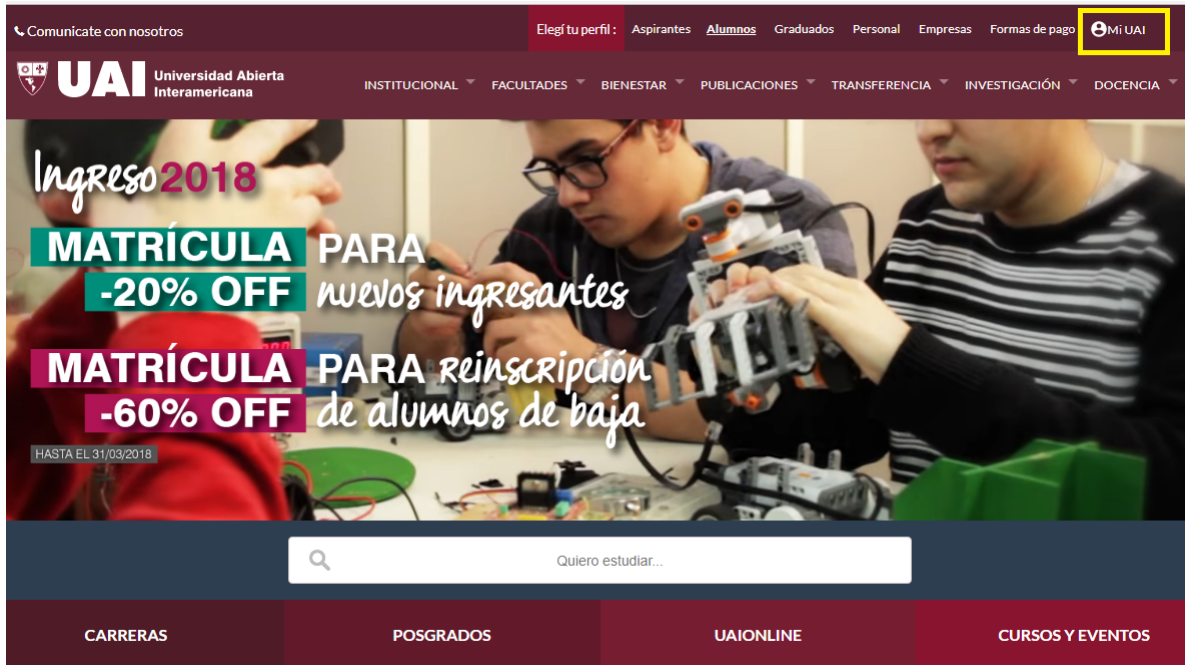 Comunicate con nosotros
Elegí tu perfil : Aspirantes Alumnos Graduados Personal Empresas Formas de pago Mi UAI
UAI Universidad Abierta
Interamericana
INSTITUCIONAL FACULTADES BIENESTAR PUBLICACIONES TRANSFERENCIA INVESTIGACIÓN DOCENCIA
Ingreso 2018
MATRÍCULA PARA
-20% OFF nuevos ingresantes
MATRÍCULA PARA reinscripción
-60% OFF de alumnos de baja
HASTA EL 31/03/2018
Quiero estudiar...
CARRERAS POSGRADOS UAIONLINE CURSOS Y EVENTOS